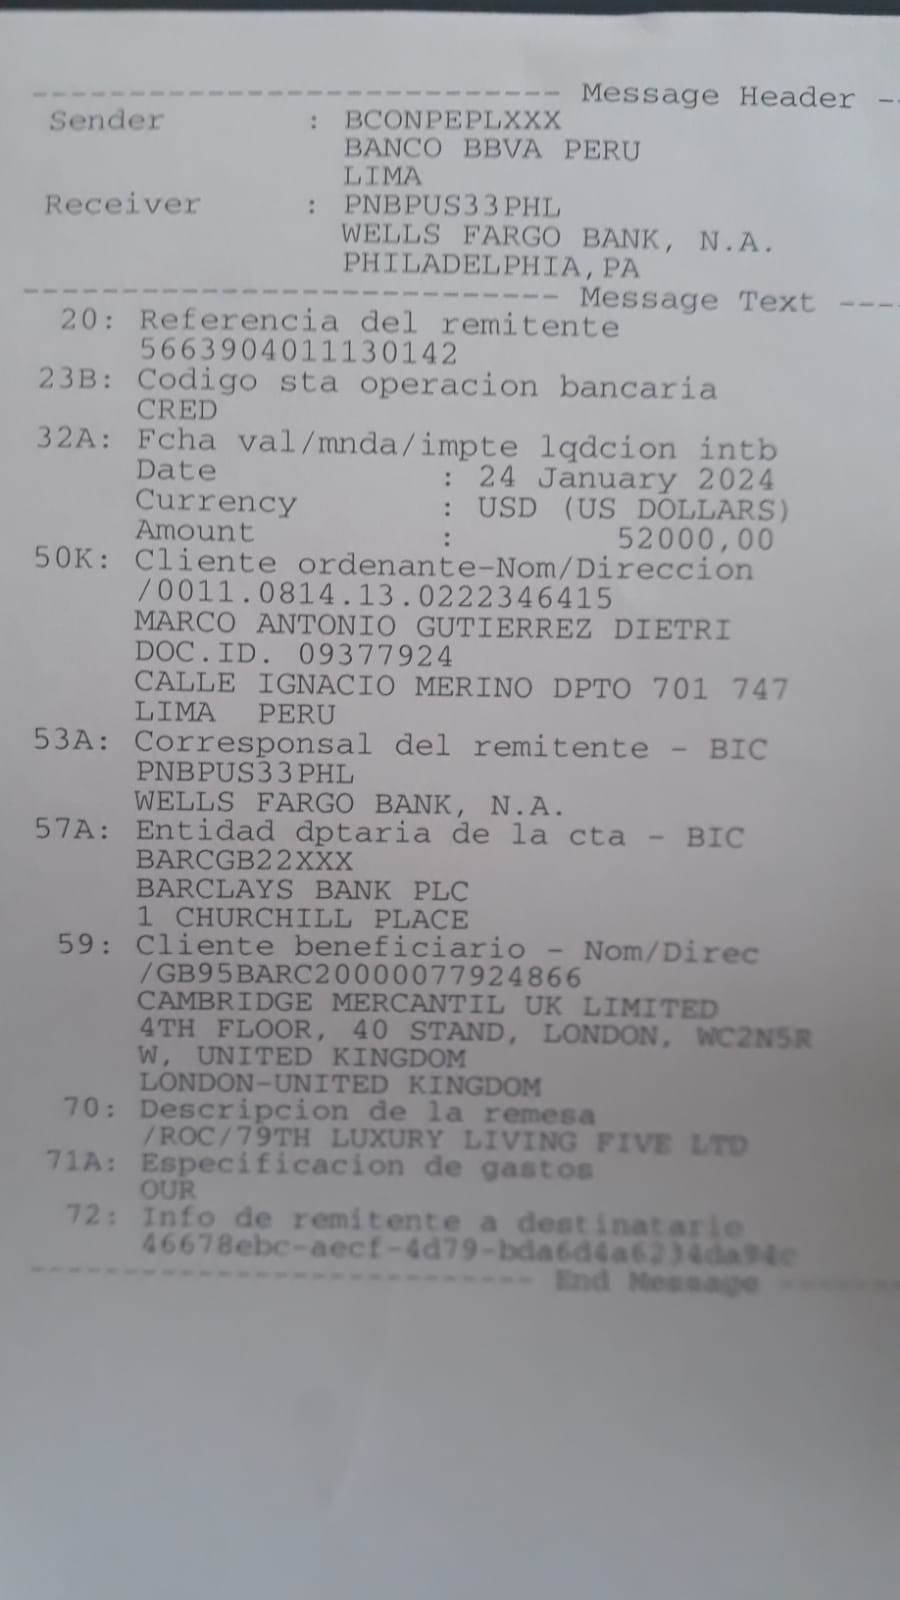 -------------------------- Message Header --
Sender : BCONPEPLXXX
BANCO BBVA PERU
LIMA
Receiver : PNBPUS33PHL
WELLS FARGO BANK, N.A.
PHILADELPHIA,PA
--------------------------- Message Text ----
20: Referencia del remitente
5663904011130142
23B: Codigo sta operacion bancaria
CRED
32A: Fcha val/mnda/impte lqdcion intb
Date : 24 January 2024
Currency : USD (US DOLLARS)
Amount : 52000,00
50K: Cliente ordenante-Nom/Direccion
/0011.0814.13.0222346415
MARCO ANTONIO GUTIERREZ DIETRI
DOC.ID. 09377924
CALLE IGNACIO MERINO DPTO 701 747
LIMA PERU
53A: Corresponsal del remitente - BIC
PNBPUS33PHL
WELLS FARGO BANK, N.A.
57A: Entidad dptaria de la cta - BIC
BARCGB22XXX
BARCLAYS BANK PLC
1 CHURCHILL PLACE
59: Cliente beneficiario - Nom/Direc
/GB95BARC20000077924866
CAMBRIDGE MERCANTIL UK LIMITED
4TH FLOOR, 40 STAND, LONDON, WC2N5R
W, UNITED KINGDOM
LONDON-UNITED KINGDOM
70: Descripcion de la remesa
/ROC/79TH LUXURY LIVING FIVE LTD
71A: Especificacion de gastos
OUR
72: Info de remitente a destinatario
-------------------------- End Message --------